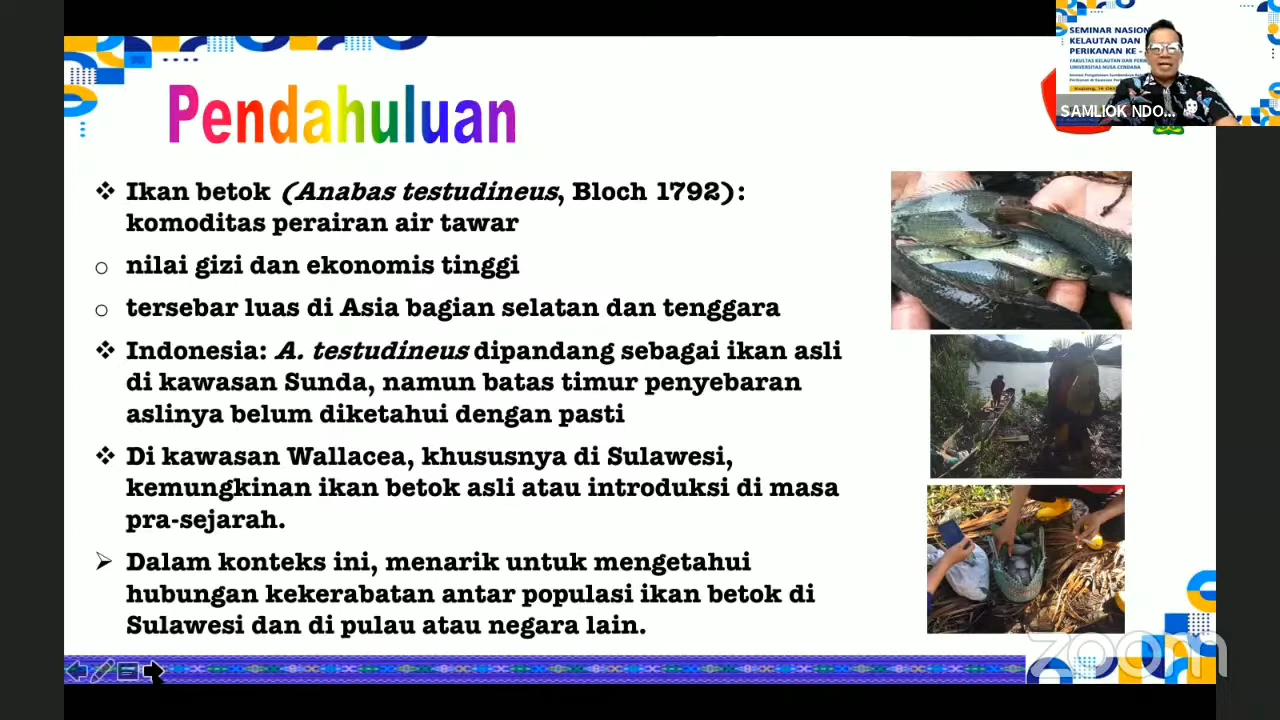 SEMINAR NASION
KELAUTAN DAN
PERIKANAN KE -
FAKULTAS KELAUTAN DAN PERI
UNIVERSITAS NUSA CENDANA
SAMLIOK NDO...
Pendahuluan
❖ Ikan betok (Anabas testudineus, Bloch 1792):
komoditas perairan air tawar
o nilai gizi dan ekonomis tinggi
o tersebar luas di Asia bagian selatan dan tenggara
❖ Indonesia: A. testudineus dipandang sebagai ikan asli
di kawasan Sunda, namun batas timur penyebaran
aslinya belum diketahui dengan pasti
❖ Di kawasan Wallacea, khususnya di Sulawesi,
kemungkinan ikan betok asli atau introduksi di masa
pra-sejarah.
➢ Dalam konteks ini, menarik untuk mengetahui
hubungan kekerabatan antar populasi ikan betok di
Sulawesi dan di pulau atau negara lain.
zoom